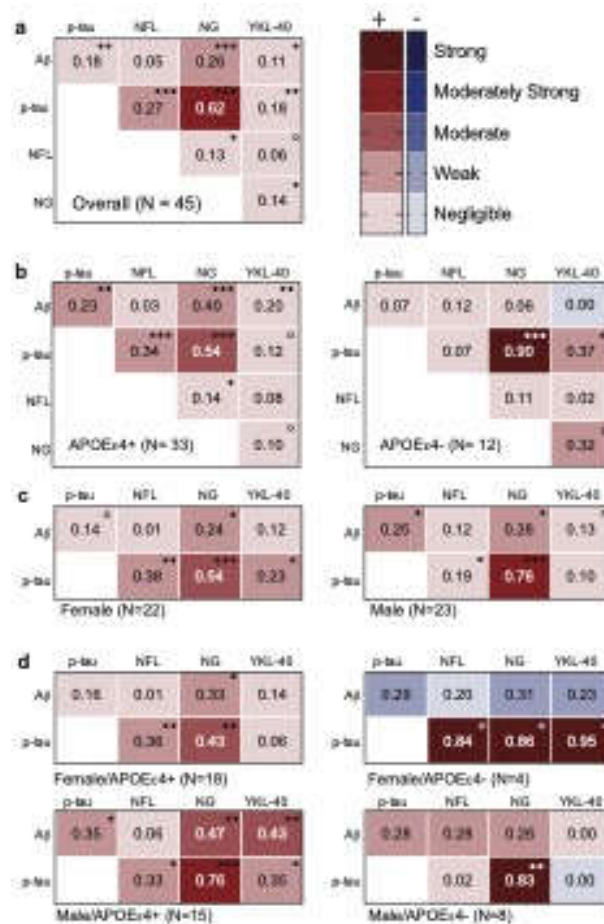 a
p-tau NFL NG YKL-40
+ -
Aβ 0.18 ** 0.05 0.26 *** 0.11 *
Strong
p-tau 0.27 *** 0.62 *** 0.18 **
Moderately Strong
NFL 0.13 * 0.06 °
Moderate
NG 0.14 *
Weak
Overall (N = 45)
Negligible
b
p-tau NFL NG YKL-40
Aβ 0.23 ** 0.03 0.40 *** 0.20 **
p-tau 0.34 *** 0.54 *** 0.12 °
NFL 0.14 * 0.08
NG 0.10 °
APOEε4+ (N= 33)
p-tau NFL NG YKL-40
Aβ 0.07 0.12 0.06 0.00
p-tau 0.07 0.90 *** 0.37 *
NFL 0.11 0.02
NG 0.32
APOEε4- (N= 12)
c
p-tau NFL NG YKL-40
Aβ 0.14 ° 0.01 0.24 * 0.12
p-tau 0.38 ** 0.54 *** 0.23 *
Female (N=22)
p-tau NFL NG YKL-40
Aβ 0.25 * 0.12 0.28 * 0.13
p-tau 0.19 * 0.76 *** 0.10
Male (N=23)
d
p-tau NFL NG YKL-40
Aβ 0.16 0.01 0.33 * 0.14
p-tau 0.36 ** 0.43 ** 0.06
Female/APOEε4+ (N=18)
p-tau NFL NG YKL-40
Aβ 0.29 0.20 0.31 0.23
p-tau 0.84 0.86 0.95
Female/APOEε4- (N=4)
p-tau NFL NG YKL-40
Aβ 0.35 * 0.06 0.47 ** 0.43 **
p-tau 0.33 * 0.76 *** 0.35 *
Male/APOEε4+ (N=15)
p-tau NFL NG YKL-40
Aβ 0.28 0.28 0.26 0.00
p-tau 0.02 0.83 ** 0.00
Male/APOEε4- (N=8)